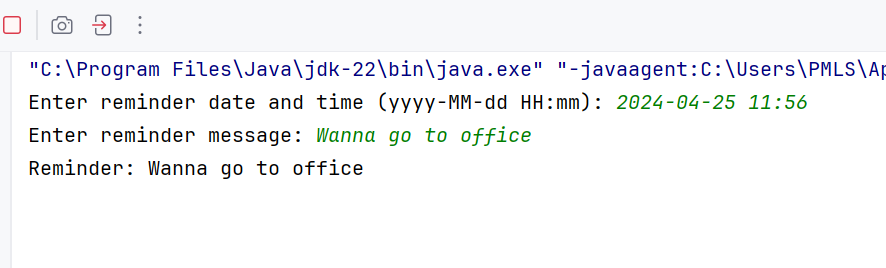 "C:\Program Files\Java\jdk-22\bin\java.exe" "-javaagent:C:\Users\PMLS\Ap
Enter reminder date and time (yyyy-MM-dd HH:mm): 2024-04-25 11:56
Enter reminder message: Wanna go to office
Reminder: Wanna go to office